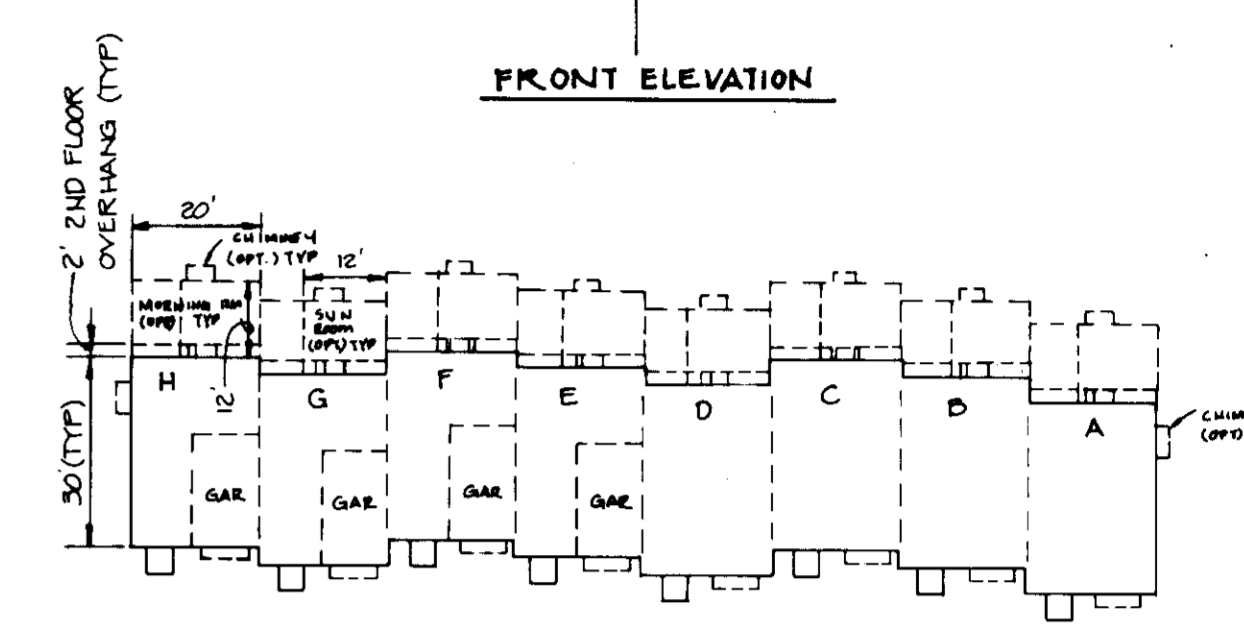 FRONT ELEVATION
2' 2ND FLOOR
OVERHANG (TYP)
20'
CHIMNEY
(OPT.) TYP
12'
MORNING RM
(OPT) TYP
SUN
ROOM
(OPT) TYP
12'
30' (TYP)
H
G
F
E
D
C
B
A
CHIM
(OPT)
GAR
GAR
GAR
GAR